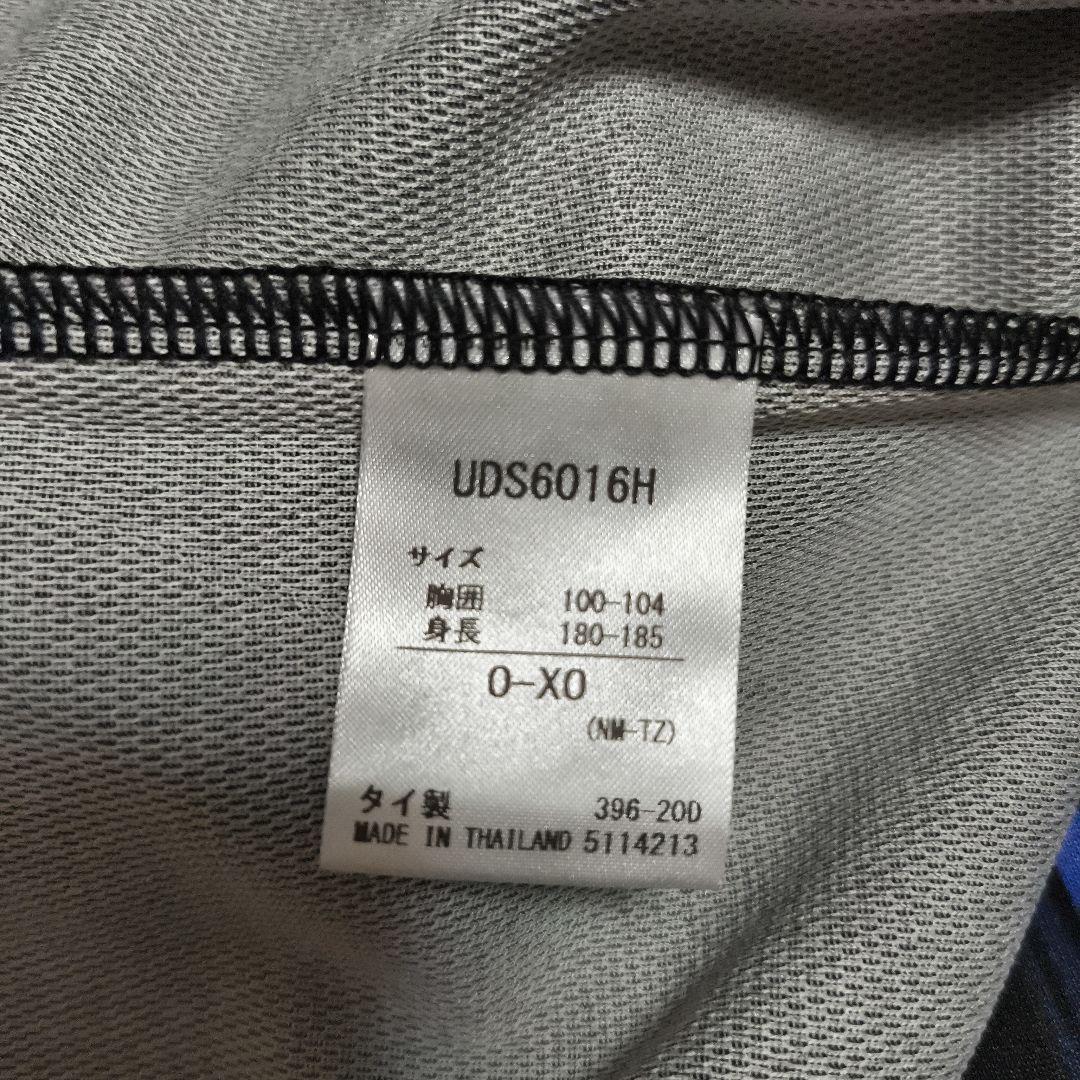 UDS6016H
サイズ
胸囲 100-104
身長 180-185
O-XO
(NM-TZ)
タイ製 396-200
MADE IN THAILAND 5114213